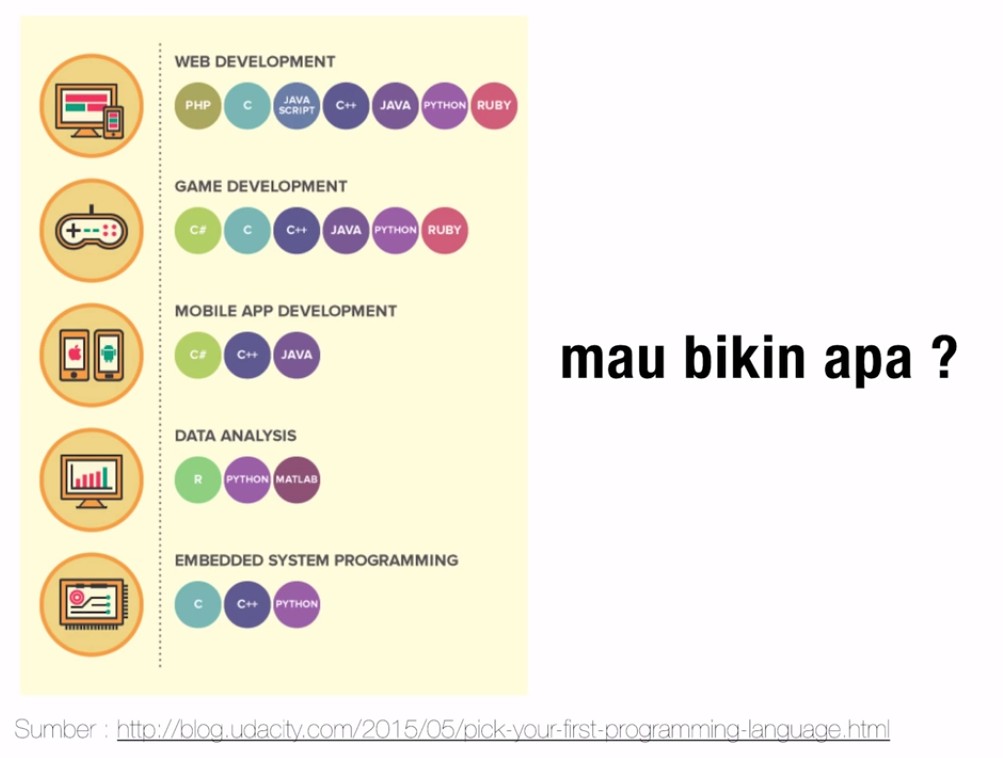 WEB DEVELOPMENT
PHP C JAVA SCRIPT C++ JAVA PYTHON RUBY
GAME DEVELOPMENT
C# C C++ JAVA PYTHON RUBY
MOBILE APP DEVELOPMENT
C# C++ JAVA
mau bikin apa ?
DATA ANALYSIS
R PYTHON MATLAB
EMBEDDED SYSTEM PROGRAMMING
C C++ PYTHON
Sumber : http://blog.udacity.com/2015/05/pick-your-first-programming-language.html